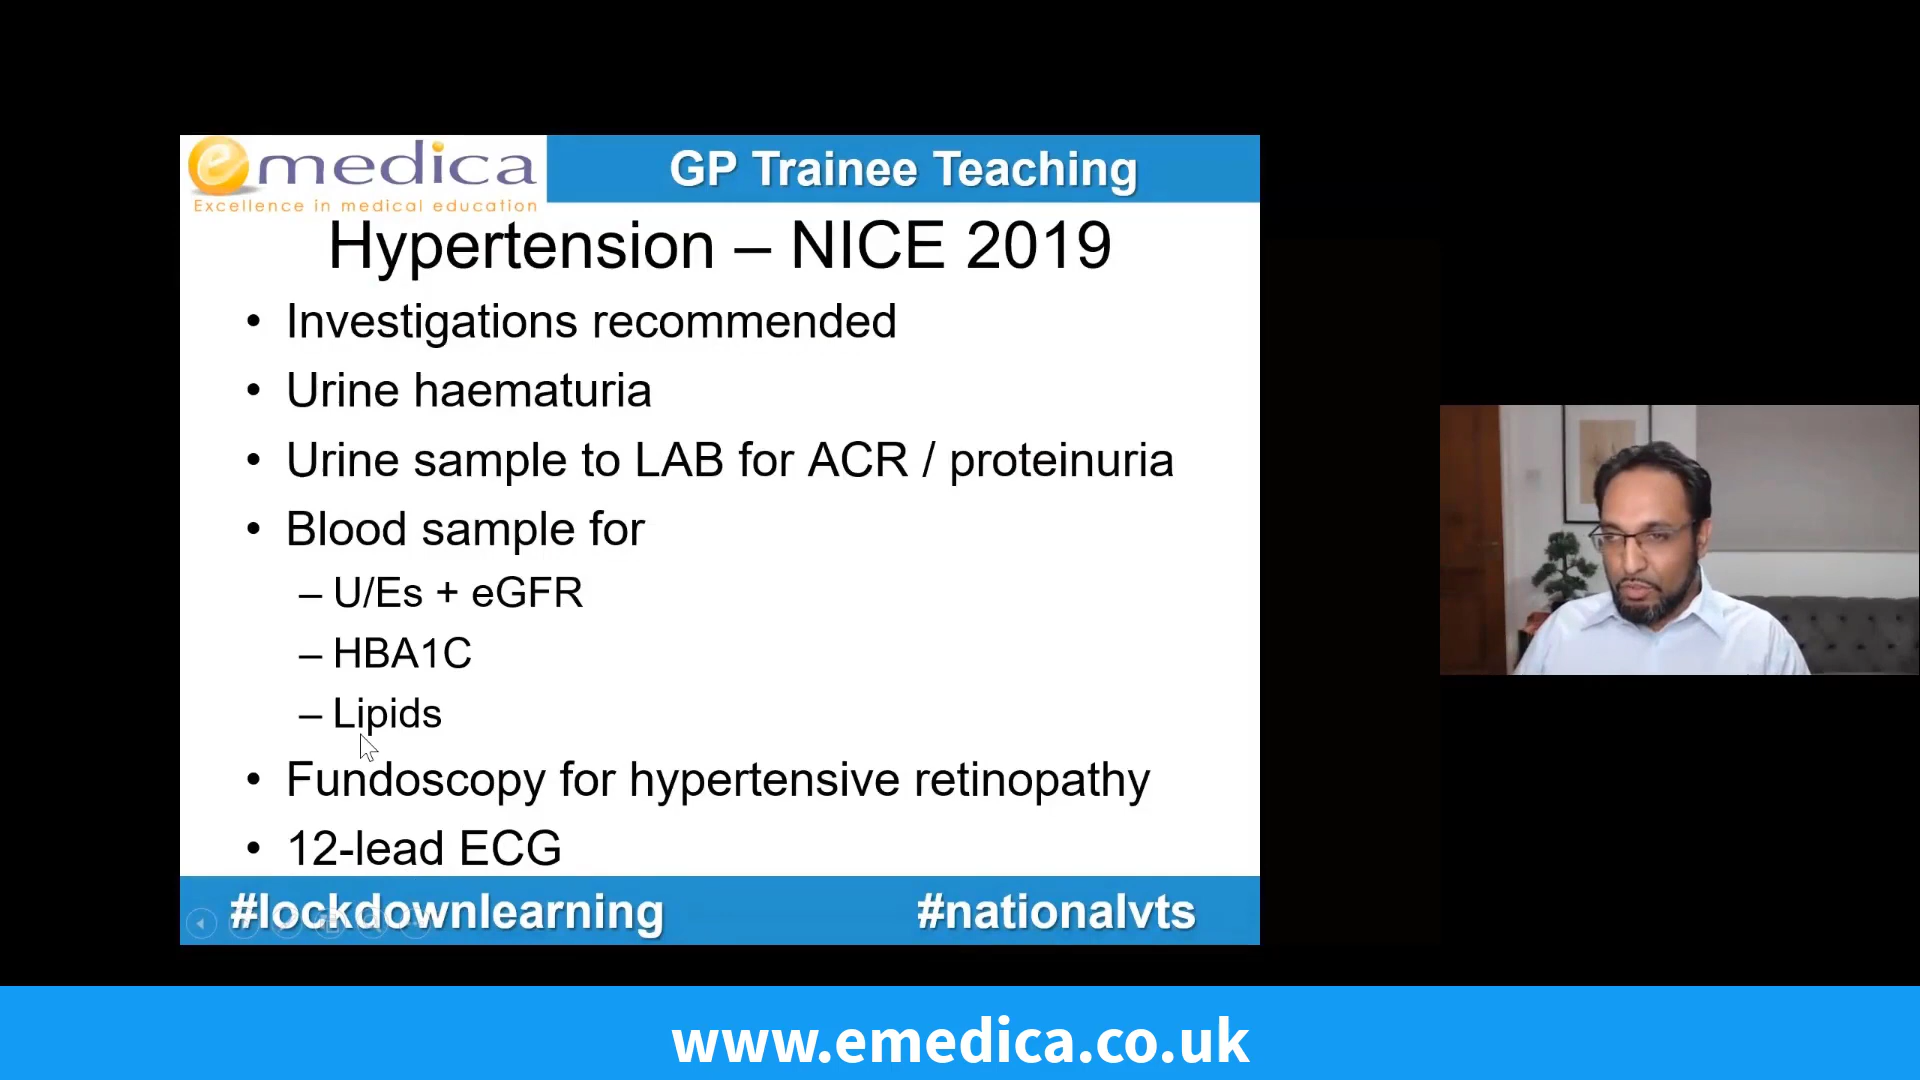 emedica
Excellence in medical education
GP Trainee Teaching
Hypertension – NICE 2019
• Investigations recommended
• Urine haematuria
• Urine sample to LAB for ACR / proteinuria
• Blood sample for
– U/Es + eGFR
– HBA1C
– Lipids
• Fundoscopy for hypertensive retinopathy
• 12-lead ECG
#lockdownlearning
#nationalvts
www.emedica.co.uk